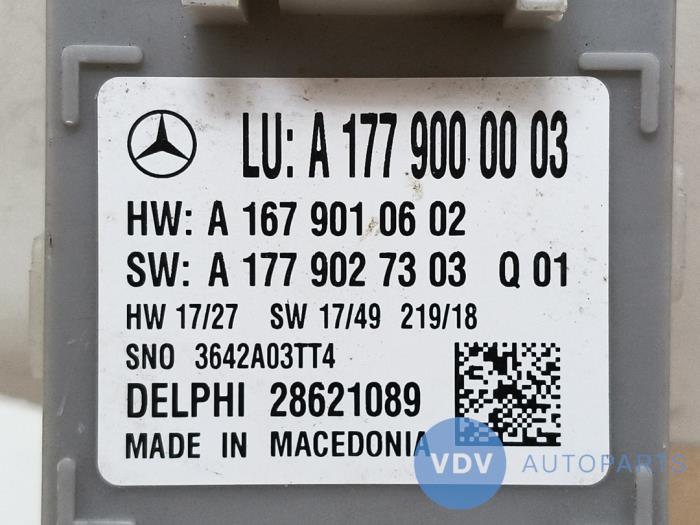 LU: A 177 900 00 03
HW: A 167 901 06 02
SW: A 177 902 73 03 Q 01
HW 17/27 SW 17/49 219/18
SNO 3642A03TT4
DELPHI 28621089
MADE IN MACEDONIA
VDV AUTOPARTS